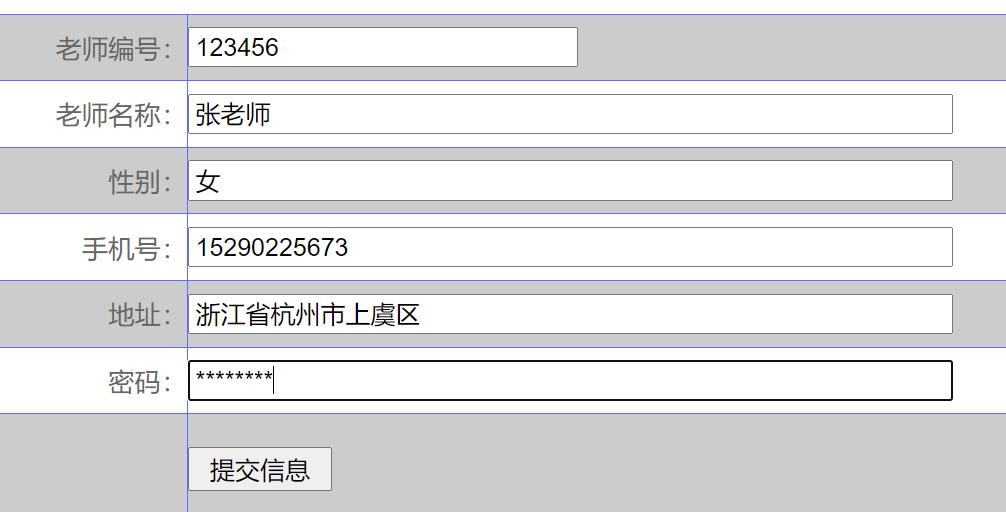 老师编号： 123456
老师名称： 张老师
性别： 女
手机号： 15290225673
地址： 浙江省杭州市上虞区
密码： ********
提交信息